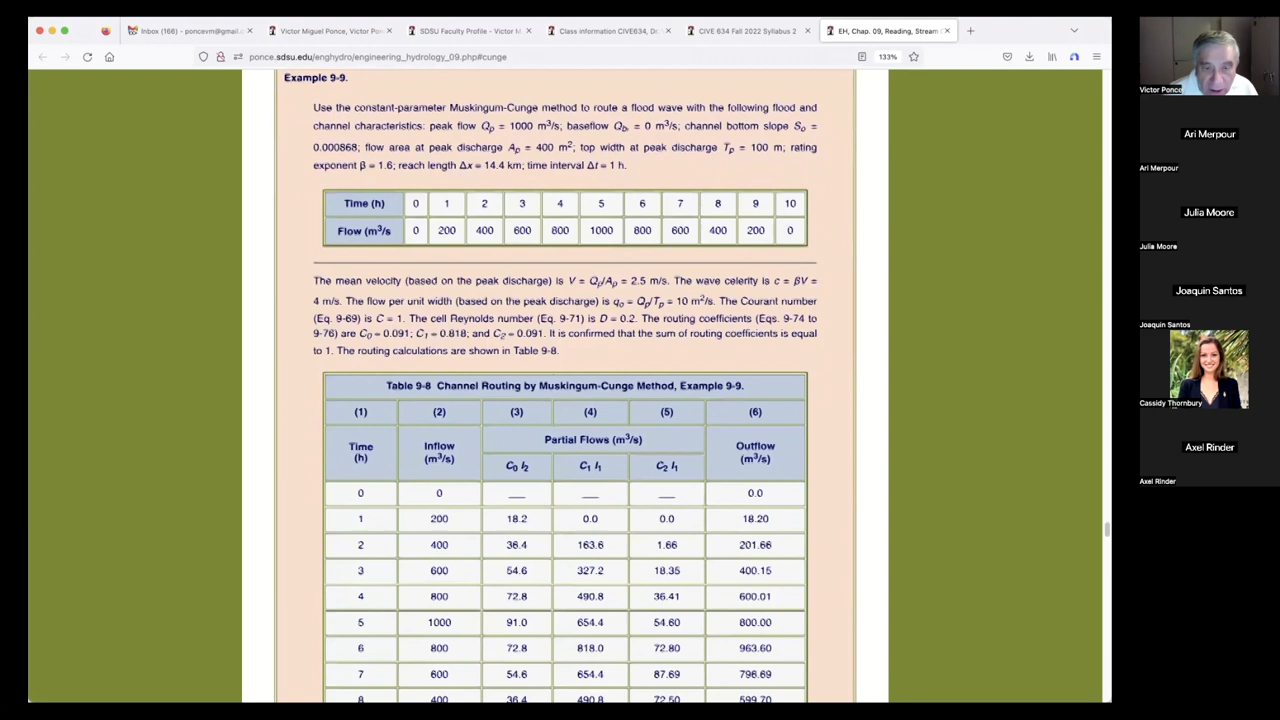 Inbox (166) - poncevm@gmail.c
Victor Miguel Ponce, Victor Pon
SDSU Faculty Profile - Victor M
Class information CIVE634, Dr
CIVE 634 Fall 2022 Syllabus 2
EH, Chap. 09, Reading, Stream
ponce.sdsu.edu/enghydro/engineering_hydrology_09.php#cunge
133%
Example 9-9.
Use the constant-parameter Muskingum-Cunge method to route a flood wave with the following flood and
channel characteristics: peak flow Qp = 1000 m3/s; baseflow Qb, = 0 m3/s; channel bottom slope So =
0.000868; flow area at peak discharge Ap = 400 m2; top width at peak discharge Tp = 100 m; rating
exponent β = 1.6; reach length Δx = 14.4 km; time interval Δt = 1 h.
Time (h) 0 1 2 3 4 5 6 7 8 9 10
Flow (m3/s 0 200 400 600 800 1000 800 600 400 200 0
The mean velocity (based on the peak discharge) is V = Qp/Ap = 2.5 m/s. The wave celerity is c = βV =
4 m/s. The flow per unit width (based on the peak discharge) is qo = Qp/Tp = 10 m2/s. The Courant number
(Eq. 9-69) is C = 1. The cell Reynolds number (Eq. 9-71) is D = 0.2. The routing coefficients (Eqs. 9-74 to
9-76) are C0 = 0.091; C1 = 0.818; and C2 = 0.091. It is confirmed that the sum of routing coefficients is equal
to 1. The routing calculations are shown in Table 9-8.
Table 9-8 Channel Routing by Muskingum-Cunge Method, Example 9-9.
(1) (2) (3) (4) (5) (6)
Time (h) Inflow (m3/s) Partial Flows (m3/s) Outflow (m3/s)
C0 I2 C1 I1 C2 I1
0 0 ___ ___ ___ 0.0
1 200 18.2 0.0 0.0 18.20
2 400 36.4 163.6 1.66 201.66
3 600 54.6 327.2 18.35 400.15
4 800 72.8 490.8 36.41 600.01
5 1000 91.0 654.4 54.60 800.00
6 800 72.8 818.0 72.80 963.60
7 600 54.6 654.4 87.69 796.69
8 400 36.4 490.8 72.50 599.70
Victor Ponce
Ari Merpour
Ari Merpour
Julia Moore
Julia Moore
Joaquin Santos
Joaquin Santos
Cassidy Thornbury
Axel Rinder
Axel Rinder